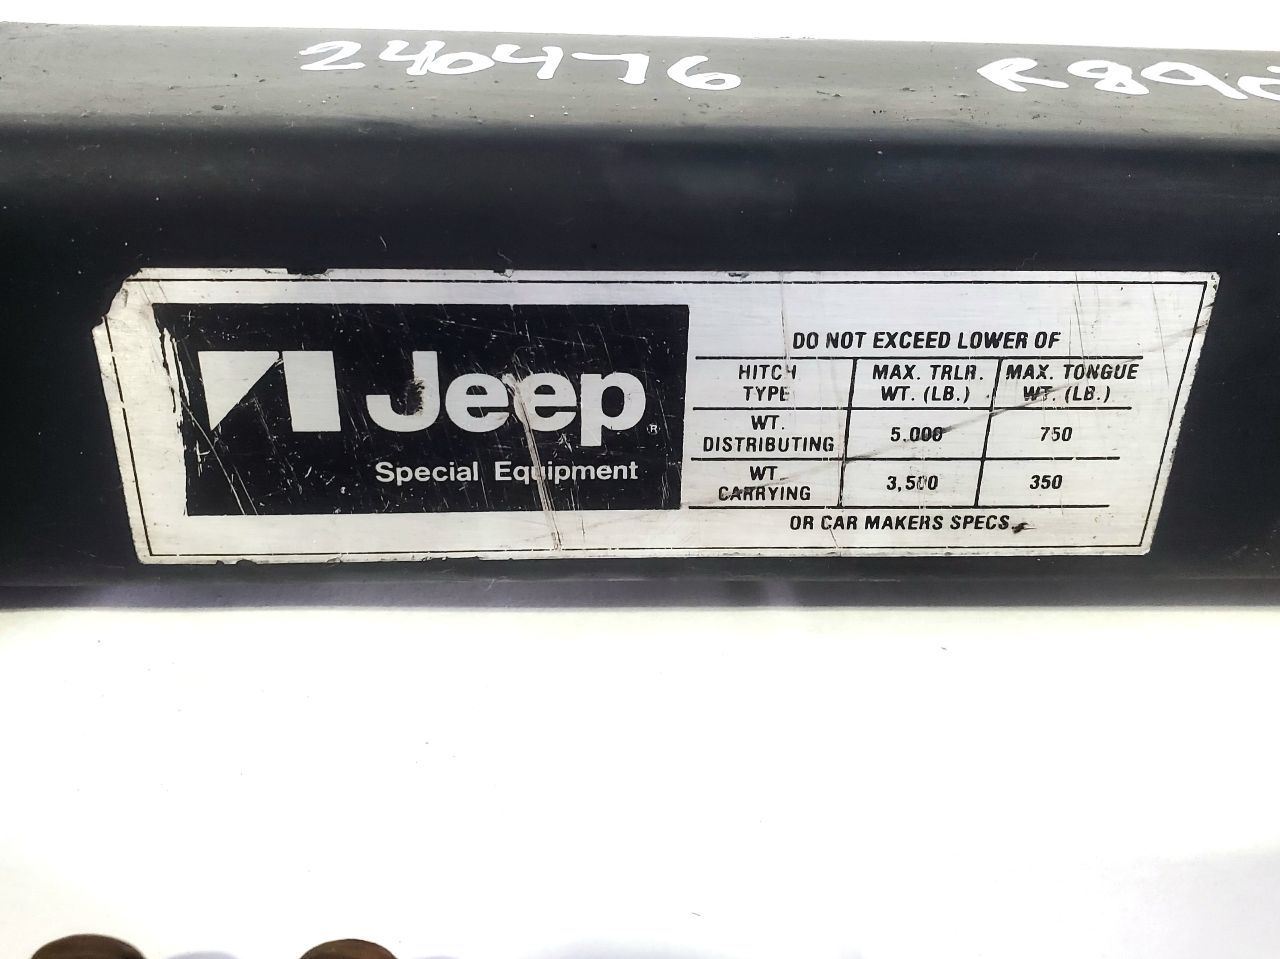 240476 R892
Jeep®
Special Equipment
DO NOT EXCEED LOWER OF
HITCH TYPE MAX. TRLR. WT. (LB.) MAX. TONGUE WT. (LB.)
WT. DISTRIBUTING 5,000 750
WT. CARRYING 3,500 350
OR CAR MAKERS SPECS.